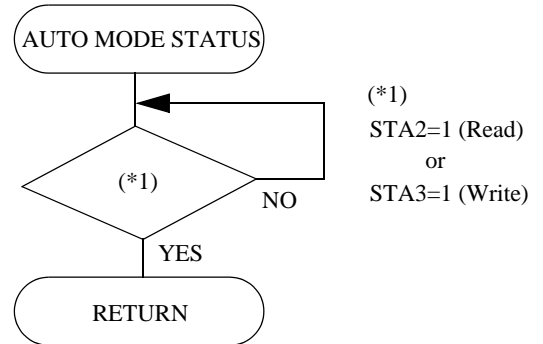 AUTO MODE STATUS
(*1)
STA2=1 (Read)
or
STA3=1 (Write)
(*1)
NO
YES
RETURN